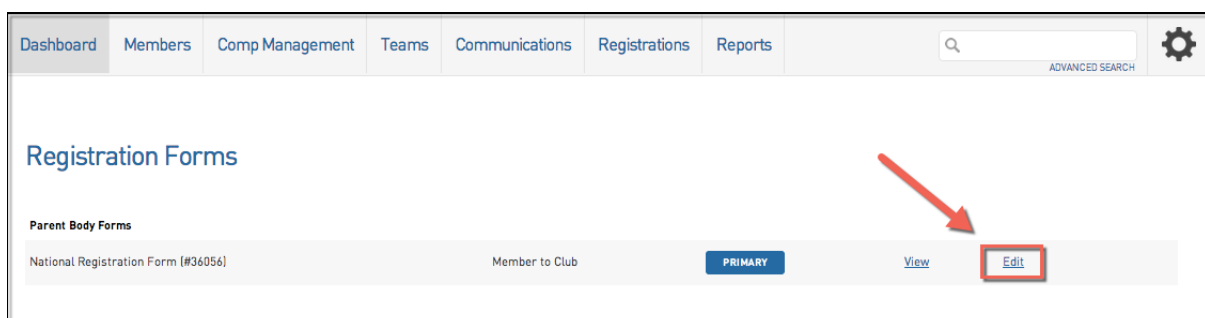 Dashboard Members Comp Management Teams Communications Registrations Reports
ADVANCED SEARCH
Registration Forms
Parent Body Forms
National Registration Form (#36056) Member to Club PRIMARY View Edit